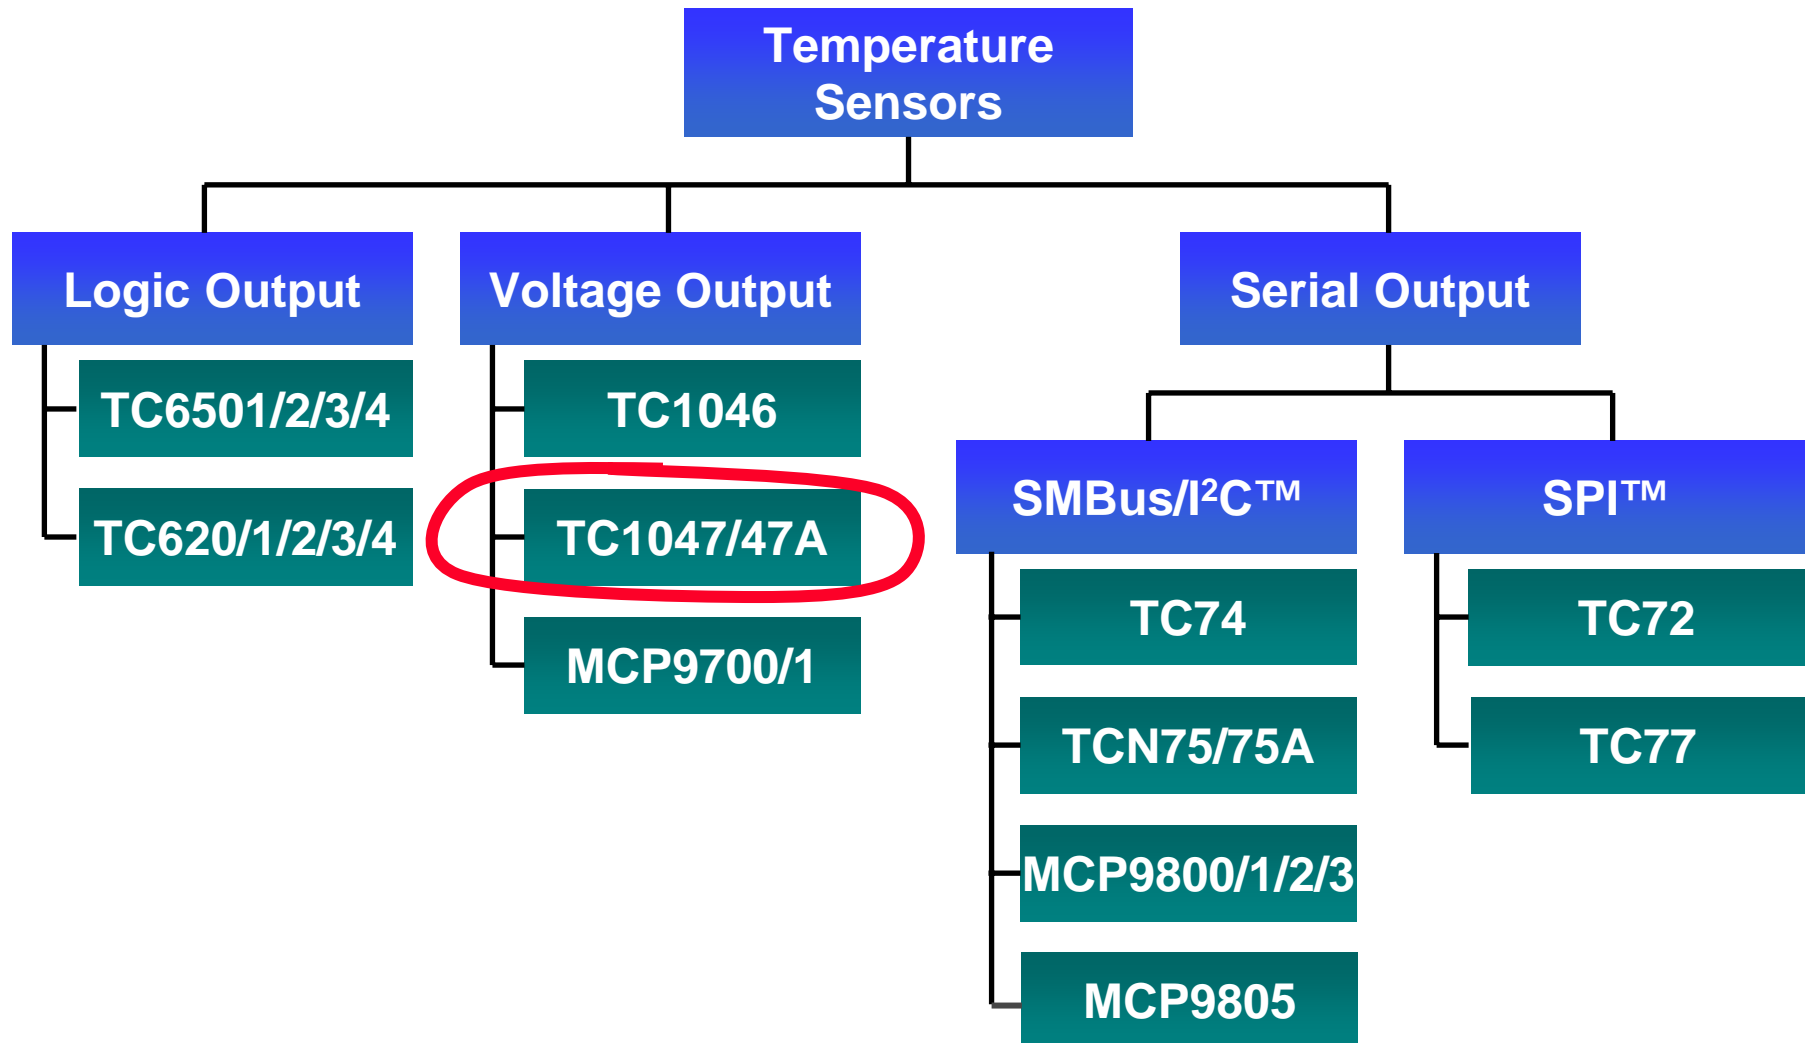 Temperature
Sensors
Logic Output
TC6501/2/3/4
TC620/1/2/3/4
Voltage Output
TC1046
TC1047/47A
MCP9700/1
Serial Output
SMBus/I²C™
TC74
TCN75/75A
MCP9800/1/2/3
MCP9805
SPI™
TC72
TC77